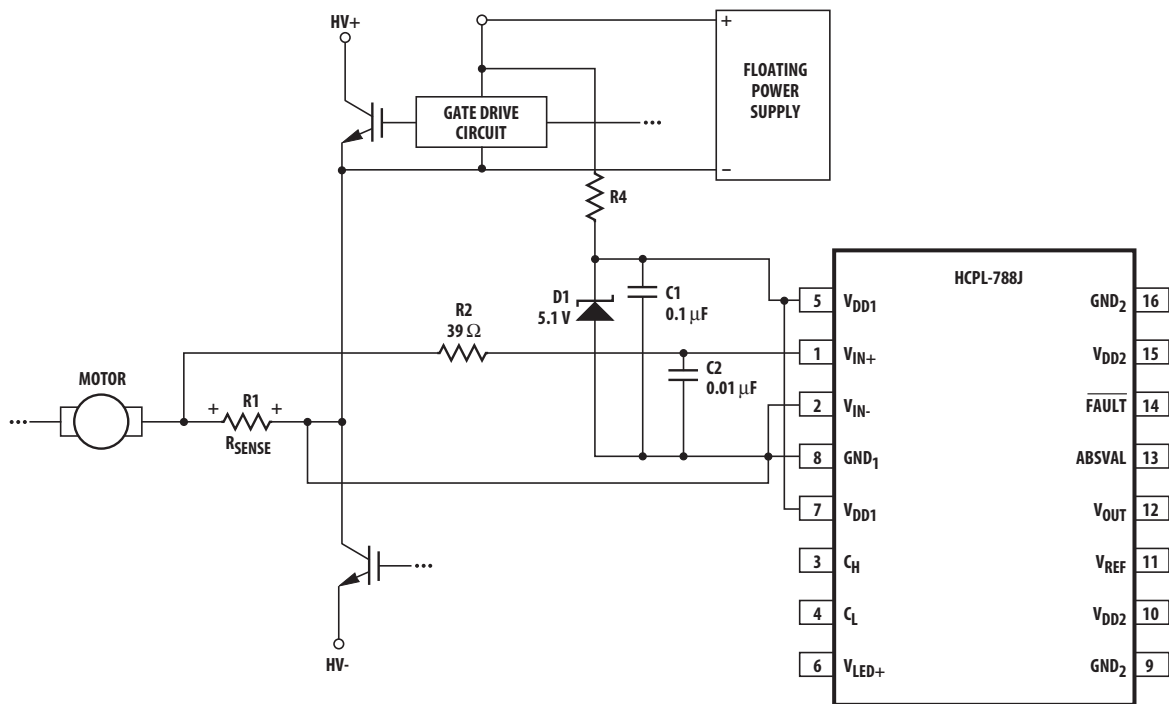 HV+
+
FLOATING
POWER
SUPPLY
−
GATE DRIVE
CIRCUIT
•••
R4
D1
5.1 V
C1
0.1 μF
R2
39 Ω
C2
0.01 μF
MOTOR
•••
+ R1 +
RSENSE
•••
HV-
HCPL-788J
5 VDD1 GND2 16
1 VIN+ VDD2 15
2 VIN- FAULT 14
8 GND1 ABSVAL 13
7 VDD1 VOUT 12
3 CH VREF 11
4 CL VDD2 10
6 VLED+ GND2 9